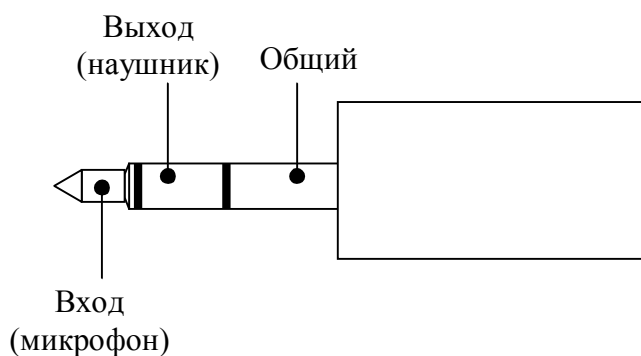 Выход
(наушник)
Общий
Вход
(микрофон)